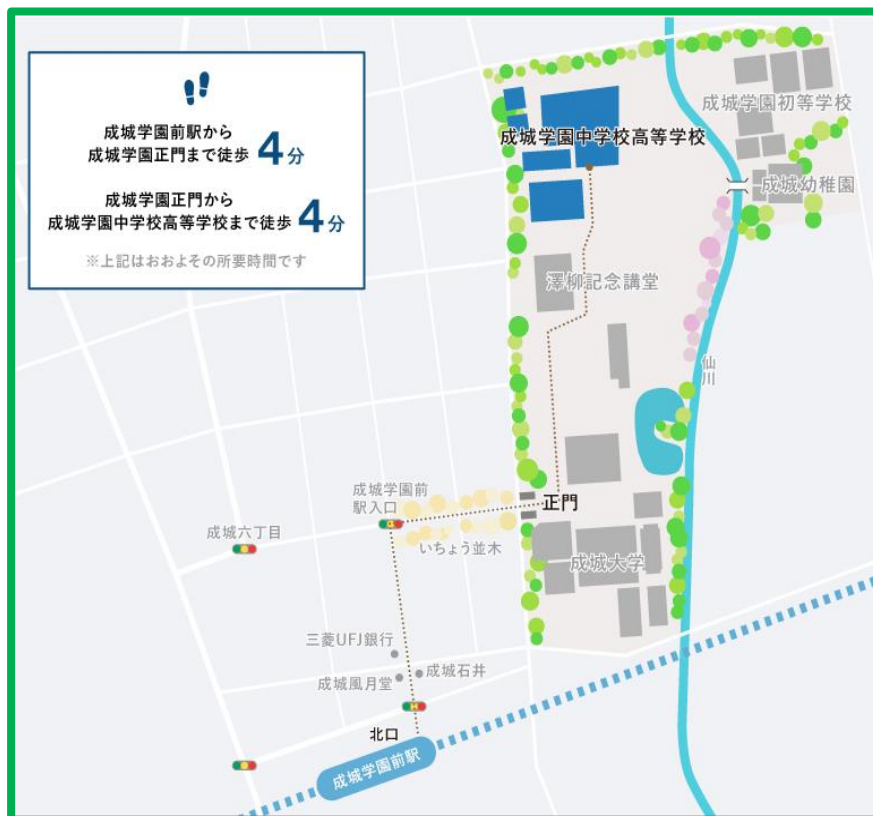 成城学園前駅から
成城学園正門まで徒歩 4分
成城学園正門から
成城学園中学校高等学校まで徒歩 4分
※上記はおおよその所要時間です
成城学園初等学校
成城学園中学校高等学校
成城幼稚園
澤柳記念講堂
仙川
成城学園前
駅入口
正門
成城六丁目
いちょう並木
成城大学
三菱UFJ銀行
成城石井
成城風月堂
北口
成城学園前駅